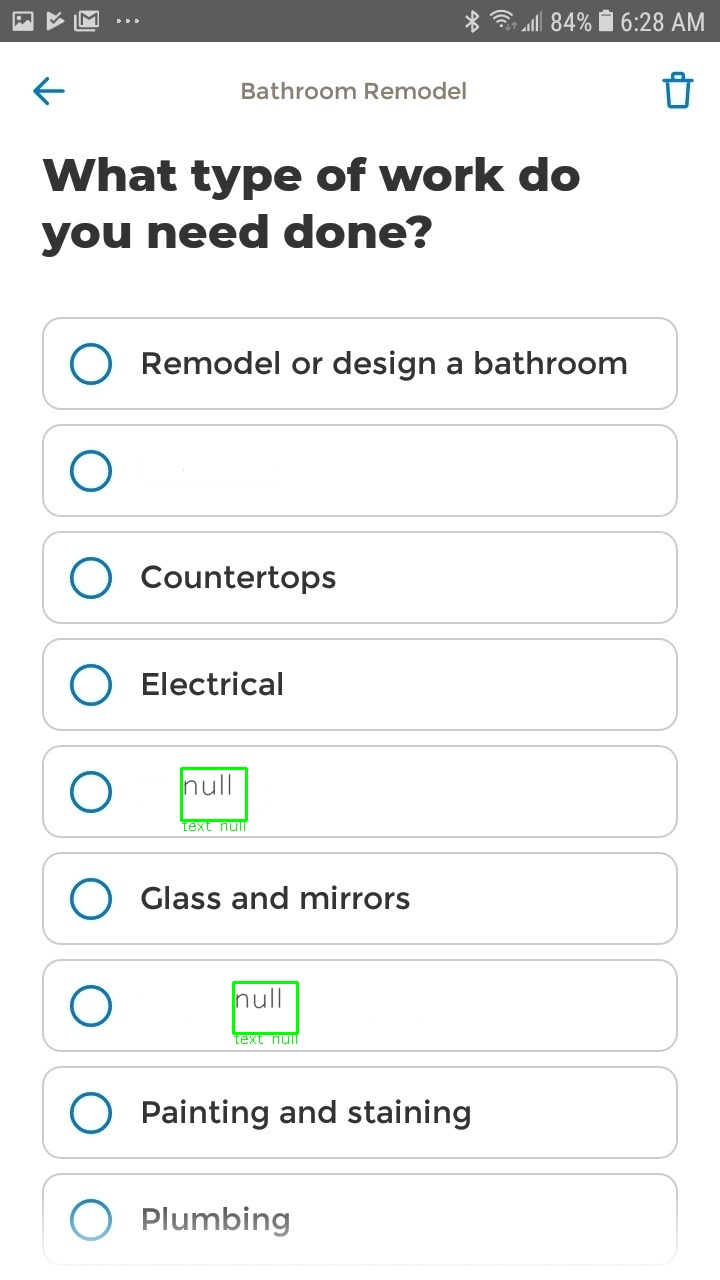 84% 6:28 AM
Bathroom Remodel
What type of work do
you need done?
Remodel or design a bathroom
Countertops
Electrical
null
text null
Glass and mirrors
null
text null
Painting and staining
Plumbing